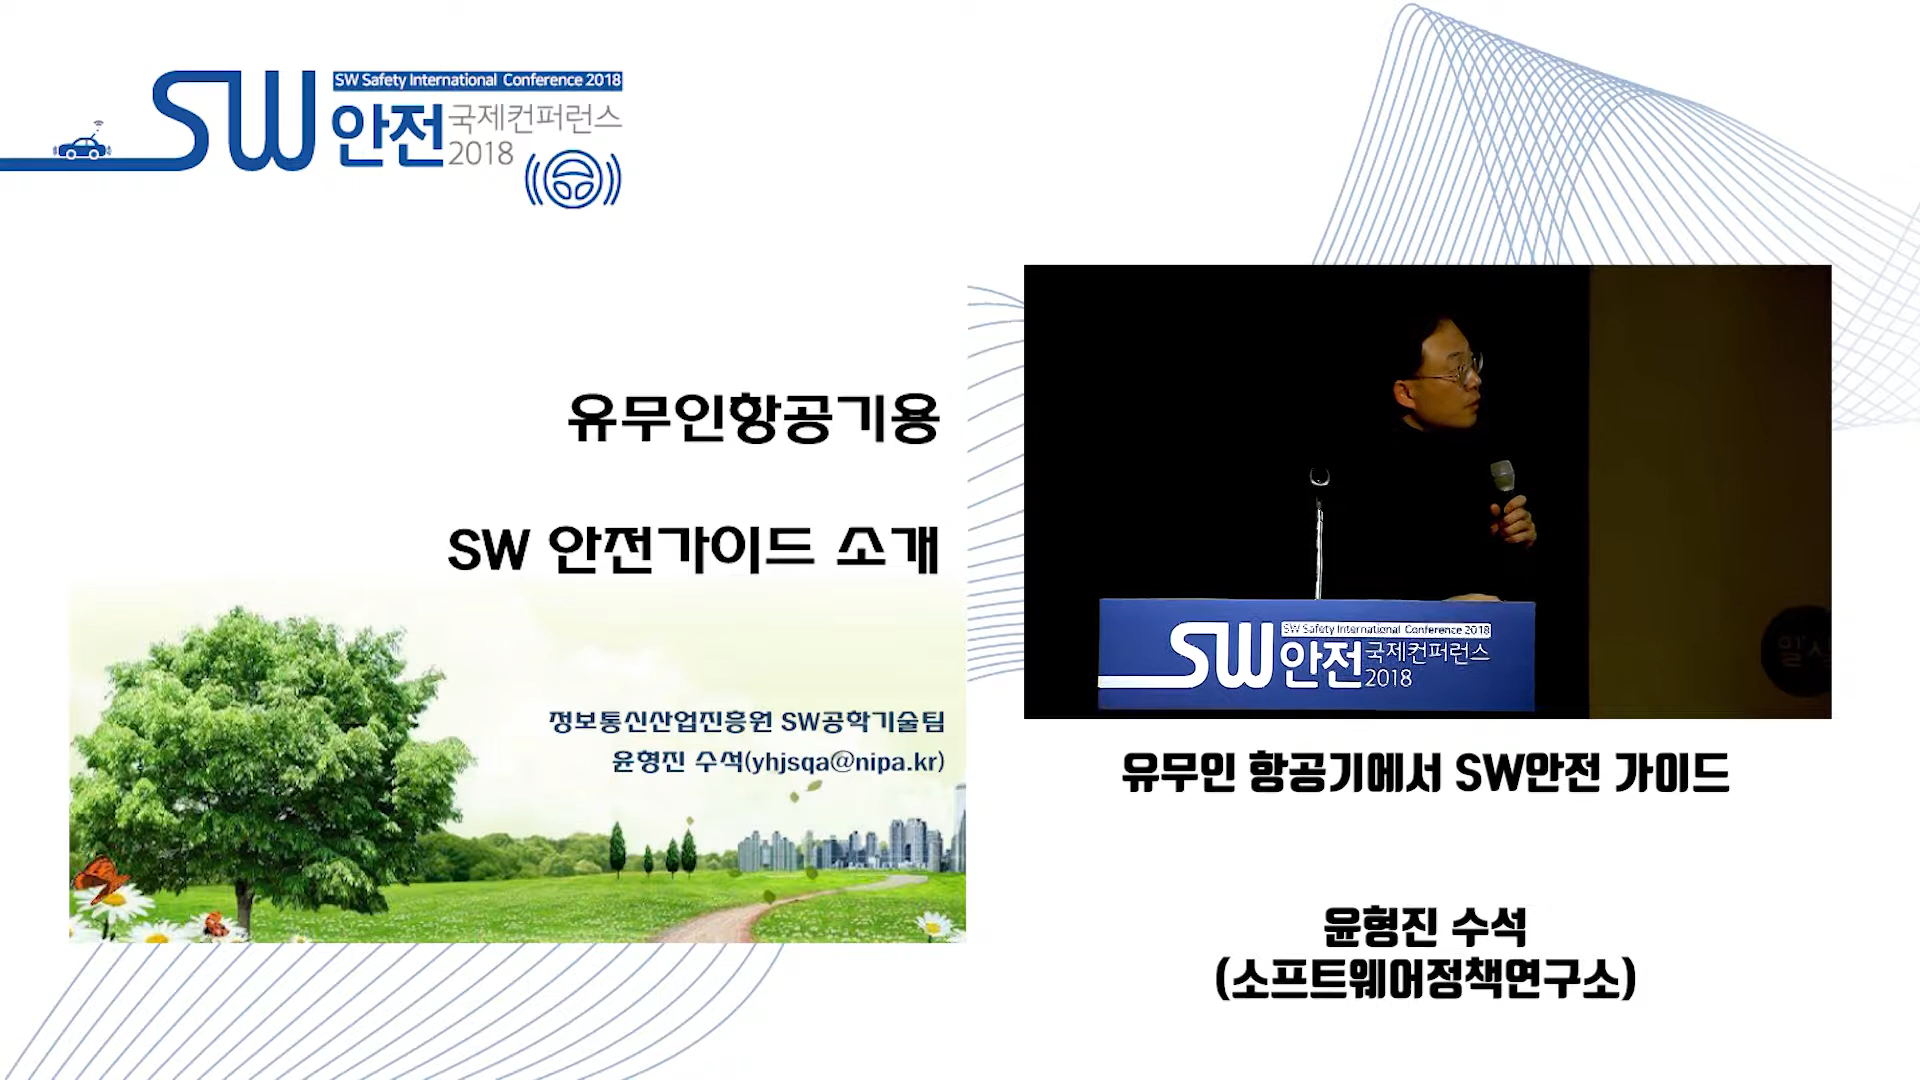 SW Safety International Conference 2018
SW 안전 국제컨퍼런스
2018
유무인항공기용
SW 안전가이드 소개
정보통신산업진흥원 SW공학기술팀
윤형진 수석(yhjsqa@nipa.kr)
SW Safety International Conference 2018
SW 안전 국제컨퍼런스
2018
유무인 항공기에서 SW안전 가이드
윤형진 수석
(소프트웨어정책연구소)